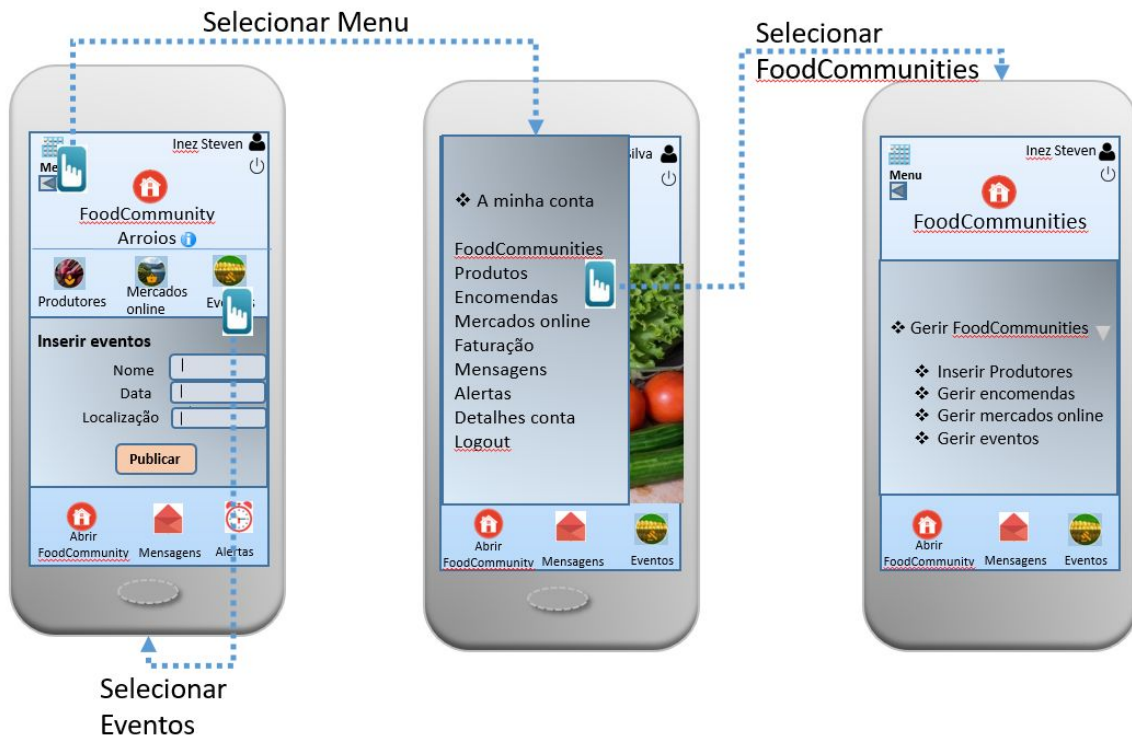 Selecionar Menu
Selecionar
FoodCommunities
Inez Steven
Menu
FoodCommunity
Arroios
Produtores
Mercados
online
Inserir eventos
Nome
Data
Localização
Publicar
Abrir
FoodCommunity
Mensagens
Alertas
Selecionar
Eventos
A minha conta
FoodCommunities
Produtos
Encomendas
Mercados online
Faturação
Mensagens
Alertas
Detalhes conta
Logout
Abrir
FoodCommunity
Mensagens
Eventos
Inez Steven
Menu
FoodCommunities
Gerir FoodCommunities
Inserir Produtores
Gerir encomendas
Gerir mercados online
Gerir eventos
Abrir
FoodCommunity
Mensagens
Eventos